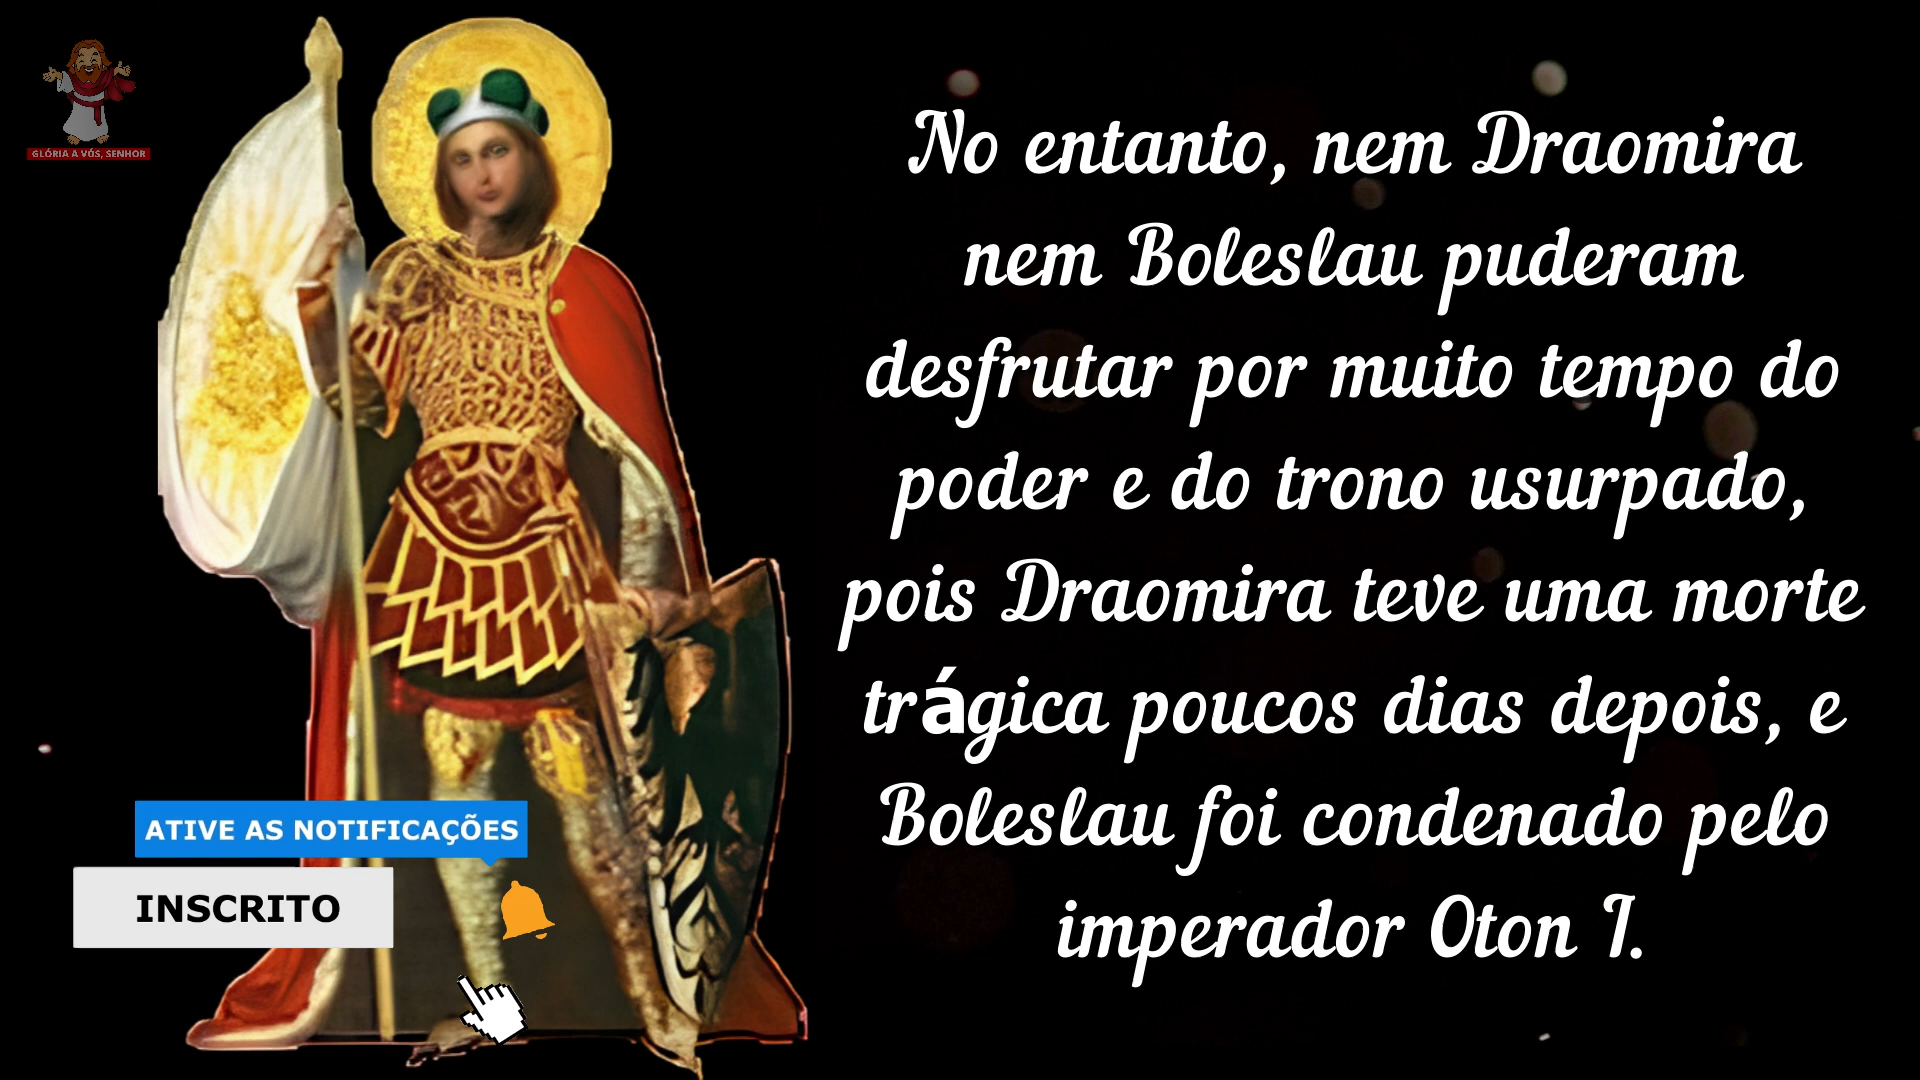 GLÓRIA A VÓS, SENHOR
No entanto, nem Draomira
nem Boleslau puderam
desfrutar por muito tempo do
poder e do trono usurpado,
pois Draomira teve uma morte
trágica poucos dias depois, e
Boleslau foi condenado pelo
imperador Oton I.
ATIVE AS NOTIFICAÇÕES
INSCRITO